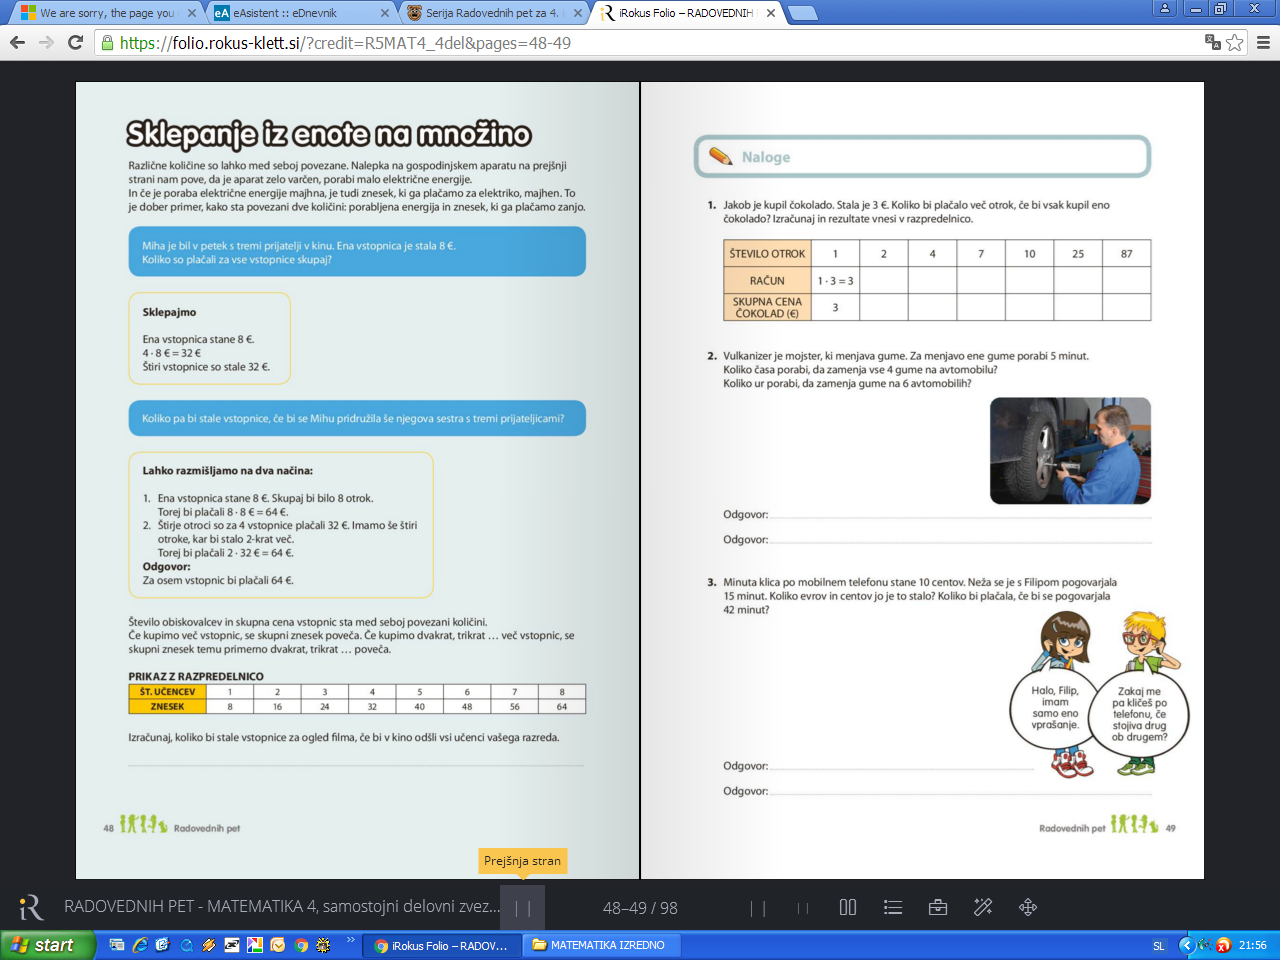 We are sorry, the page you
eAsistent :: eDnevnik
Serija Radovednih pet za 4.
iRokus Folio – RADOVEDNIH
https://folio.rokus-klett.si/?credit=R5MAT4_4del&pages=48-49
Sklepanje iz enote na množino
Različne količine so lahko med seboj povezane. Nalepka na gospodinjskem aparatu na prejšnji
strani nam pove, da je aparat zelo varčen, porabi malo električne energije.
In če je poraba električne energije majhna, je tudi znesek, ki ga plačamo za elektriko, majhen. To
je dober primer, kako sta povezani dve količini: porabljena energija in znesek, ki ga plačamo zanjo.
Miha je bil v petek s tremi prijatelji v kinu. Ena vstopnica je stala 8 €.
Koliko so plačali za vse vstopnice skupaj?
Sklepajmo
Ena vstopnica stane 8 €.
4 · 8 € = 32 €
Štiri vstopnice so stale 32 €.
Koliko pa bi stale vstopnice, če bi se Mihu pridružila še njegova sestra s tremi prijateljicami?
Lahko razmišljamo na dva načina:
1. Ena vstopnica stane 8 €. Skupaj bi bilo 8 otrok.
Torej bi plačali 8 · 8 € = 64 €.
2. Štirje otroci so za 4 vstopnice plačali 32 €. Imamo še štiri
otroke, kar bi stalo 2-krat več.
Torej bi plačali 2 · 32 € = 64 €.
Odgovor:
Za osem vstopnic bi plačali 64 €.
Število obiskovalcev in skupna cena vstopnic sta med seboj povezani količini.
Če kupimo več vstopnic, se skupni znesek poveča. Če kupimo dvakrat, trikrat … več vstopnic, se
skupni znesek temu primerno dvakrat, trikrat … poveča.
PRIKAZ Z RAZPREDELNICO
ŠT. UČENCEV 1 2 3 4 5 6 7 8
ZNESEK 8 16 24 32 40 48 56 64
Izračunaj, koliko bi stale vstopnice za ogled filma, če bi v kino odšli vsi učenci vašega razreda.
48 Radovednih pet
Naloge
1. Jakob je kupil čokolado. Stala je 3 €. Koliko bi plačalo več otrok, če bi vsak kupil eno
čokolado? Izračunaj in rezultate vnesi v razpredelnico.
ŠTEVILO OTROK 1 2 4 7 10 25 87
RAČUN 1 · 3 = 3
SKUPNA CENA
ČOKOLAD (€) 3
2. Vulkanizer je mojster, ki menjava gume. Za menjavo ene gume porabi 5 minut.
Koliko časa porabi, da zamenja vse 4 gume na avtomobilu?
Koliko ur porabi, da zamenja gume na 6 avtomobilih?
Odgovor:
Odgovor:
3. Minuta klica po mobilnem telefonu stane 10 centov. Neža se je s Filipom pogovarjala
15 minut. Koliko evrov in centov jo je to stalo? Koliko bi plačala, če bi se pogovarjala
42 minut?
Halo, Filip,
imam
samo eno
vprašanje.
Zakaj me
pa kličeš po
telefonu, če
stojiva drug
ob drugem?
Odgovor:
Odgovor:
Radovednih pet 49
Prejšnja stran
RADOVEDNIH PET - MATEMATIKA 4, samostojni delovni zvez...
48–49 / 98
start
iRokus Folio – RADOV...
MATEMATIKA IZREDNO
SL
21:56